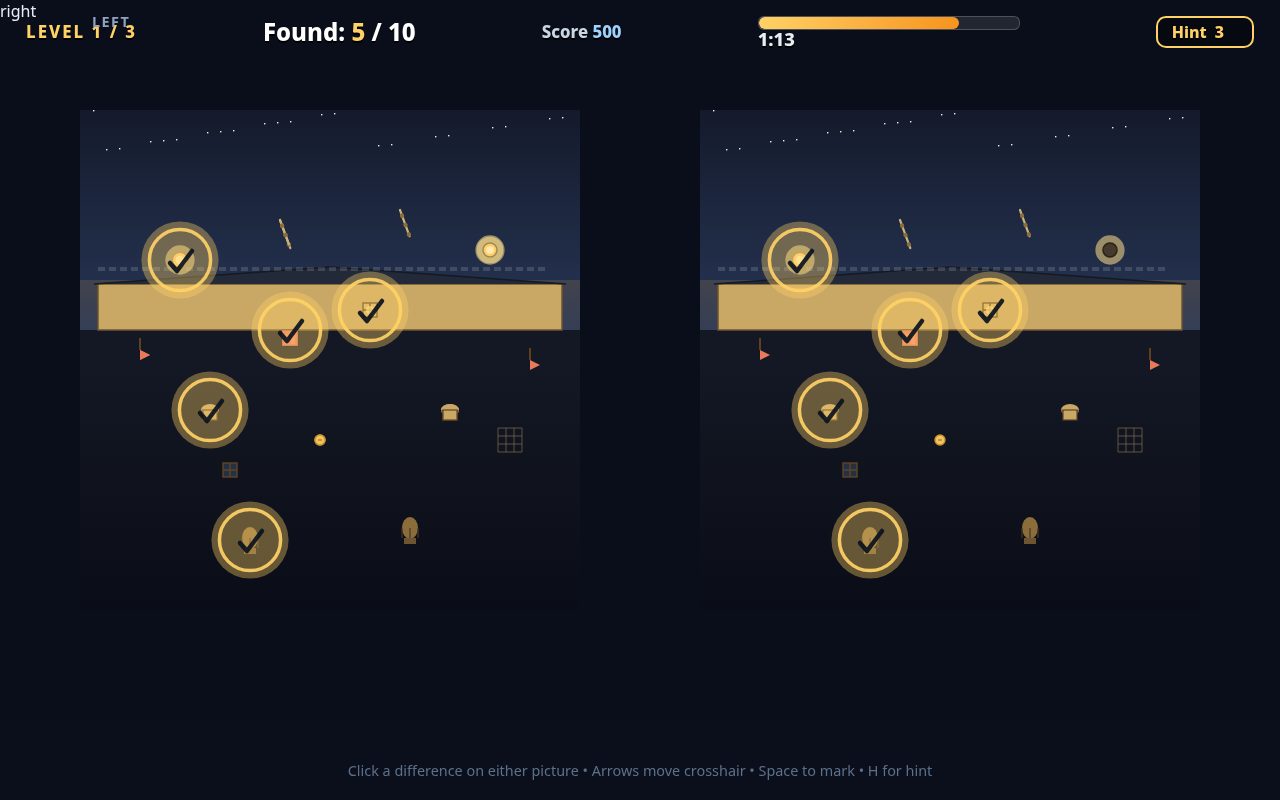 right
LEFT
LEVEL 1 / 3
Found: 5 / 10
Score 500
1:13
Hint 3
Click a difference on either picture • Arrows move crosshair • Space to mark • H for hint